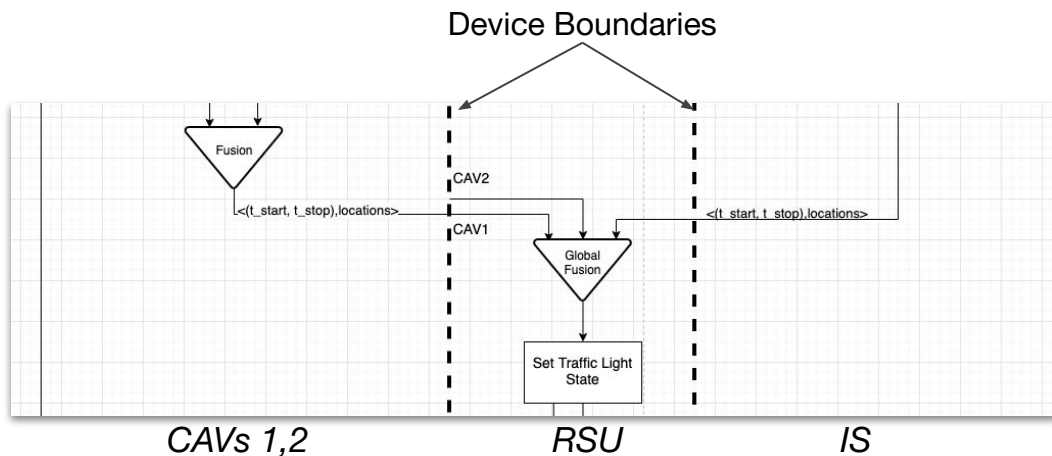 Device Boundaries
Fusion
CAV2
<(t_start, t_stop),locations>
<(t_start, t_stop),locations>
CAV1
Global
Fusion
Set Traffic Light
State
CAVs 1,2
RSU
IS